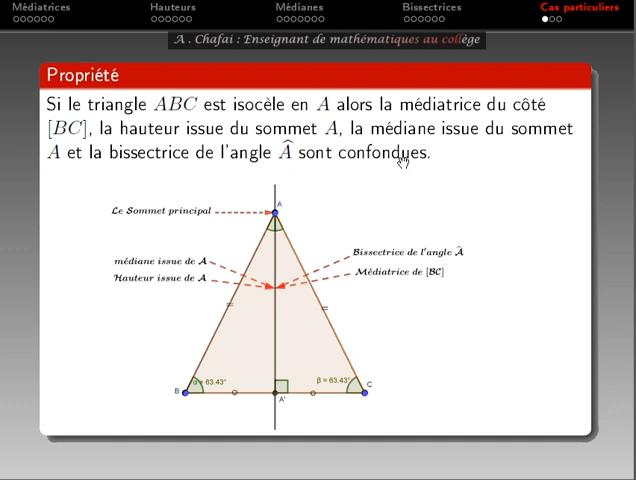 Médiatrices Hauteurs Médianes Bissectrices Cas particuliers
A . Chafai : Enseignant de mathématiques au collège
Propriété
Si le triangle ABC est isocèle en A alors la médiatrice du côté
[BC], la hauteur issue du sommet A, la médiane issue du sommet
A et la bissectrice de l'angle Â sont confondues.
A
Le Sommet principal
Bissectrice de l'angle Â
médiane issue de A
Médiatrice de [BC]
Hauteur issue de A
=
=
α = 63.43°
β = 63.43°
B
C
A'